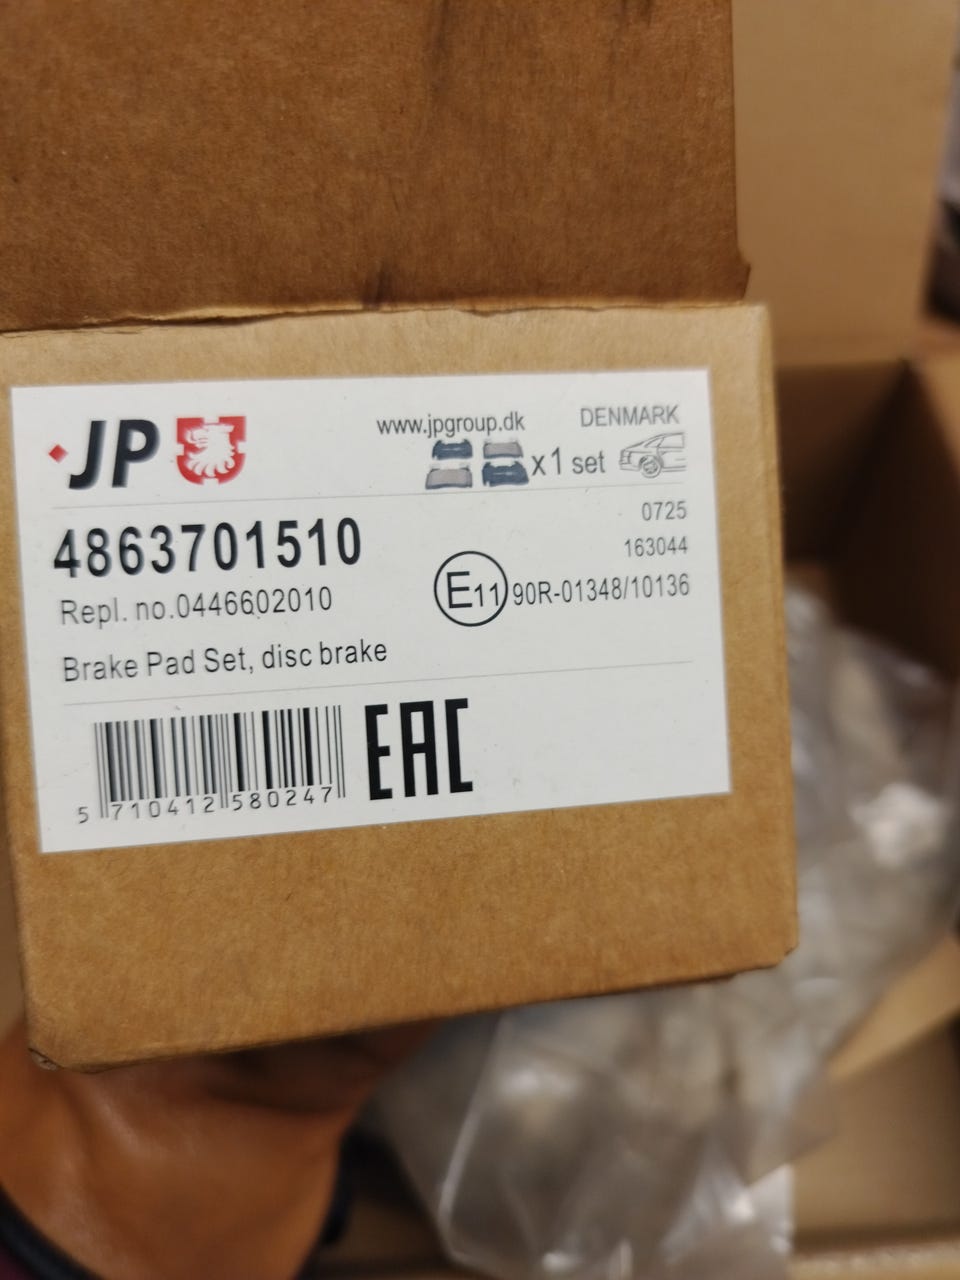 JP
www.jpgroup.dk
DENMARK
x 1 set
4863701510
0725
163044
Repl. no.0446602010
E11 90R-01348/10136
Brake Pad Set, disc brake
EAC
5 710412 580247